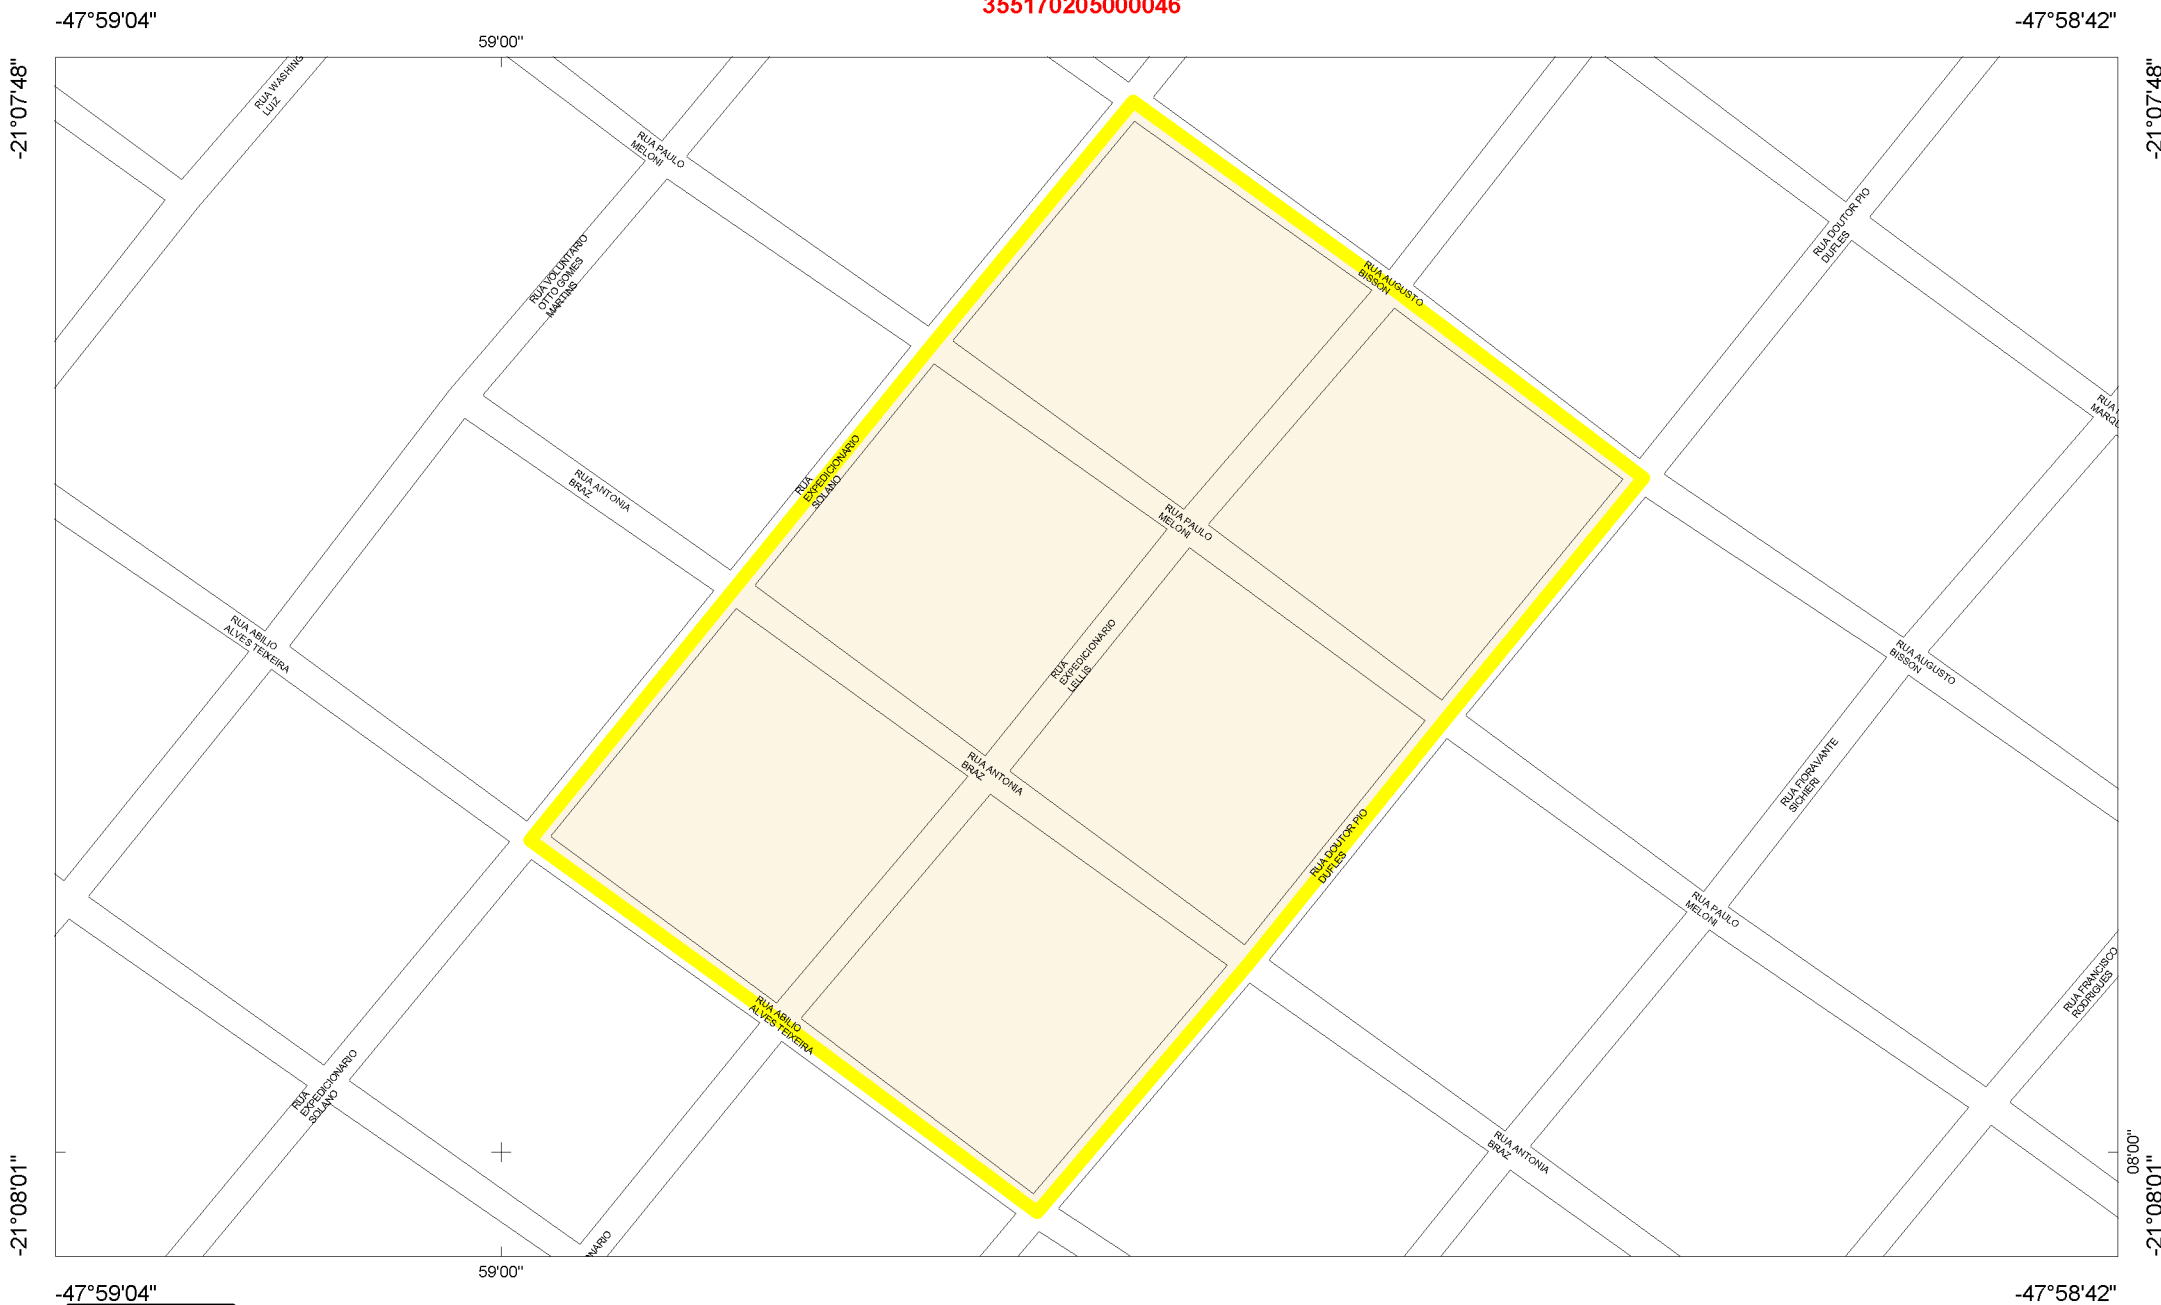 355170205000046
-47°59'04"
-47°58'42"
59'00"
-21°07'48"
-21°07'48"
RUA WASHING
LUIZ
RUA PAULO
MELONI
RUA VOLUNTARIO
OTTO GOMES
MARTINS
RUA AUGUSTO
BISSON
RUA DOUTOR PIO
DUFLES
RUA
MARQU
RUA
EXPEDICIONARIO
SOLANO
RUA ANTONIA
BRAZ
RUA PAULO
MELONI
RUA ABILIO
ALVES TEIXEIRA
RUA
EXPEDICIONARIO
LELLIS
RUA AUGUSTO
BISSON
RUA ANTONIA
BRAZ
RUA FIORAVANTE
SICHIERI
RUA DOUTOR PIO
DUFLES
RUA PAULO
MELONI
RUA FRANCISCO
RODRIGUES
RUA ABILIO
ALVES TEIXEIRA
RUA
EXPEDICIONARIO
SOLANO
RUA ANTONIA
BRAZ
08'00"
-21°08'01"
-21°08'01"
NARIO
59'00"
-47°59'04"
-47°58'42"